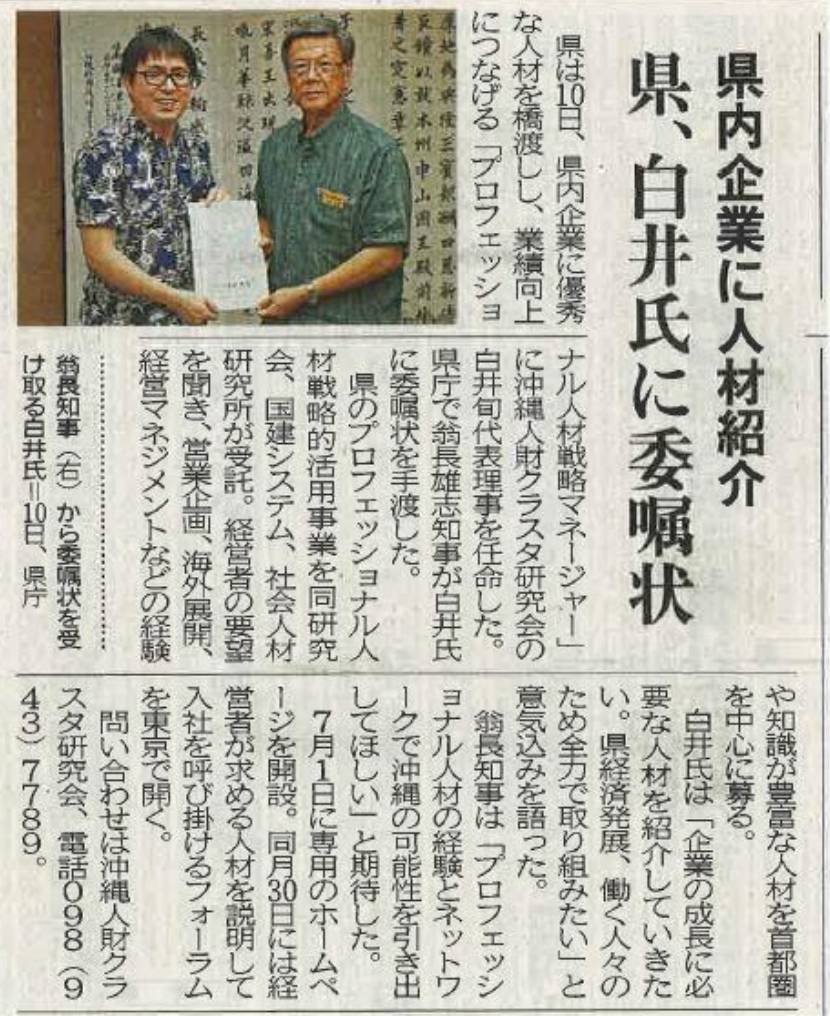 県内企業に人材紹介
県、白井氏に委嘱状
県は10日、県内企業に優秀
な人材を橋渡しし、業績向上
につなげる「プロフェッショ
ナル人材戦略マネージャー」
に沖縄人財クラスタ研究会の
白井旬代表理事を任命した。
県庁で翁長雄志知事が白井氏
に委嘱状を手渡した。
県のプロフェッショナル人
材戦略的活用事業を同研究
会、国建システム、社会人材
研究所が受託。経営者の要望
を聞き、営業企画、海外展開、
経営マネジメントなどの経験
や知識が豊富な人材を首都圏
を中心に募る。
白井氏は「企業の成長に必
要な人材を紹介していきた
い。県経済発展、働く人々の
ため全力で取り組みたい」と
意気込みを語った。
翁長知事は「プロフェッシ
ョナル人材の経験とネットワ
ークで沖縄の可能性を引き出
してほしい」と期待した。
7月1日に専用のホームペ
ージを開設。同月30日には経
営者が求める人材を説明して
入社を呼び掛けるフォーラム
を東京で開く。
問い合わせは沖縄人財クラ
スタ研究会、電話098(9
43)7789。
翁長知事(右)から委嘱状を受
け取る白井氏=10日、県庁